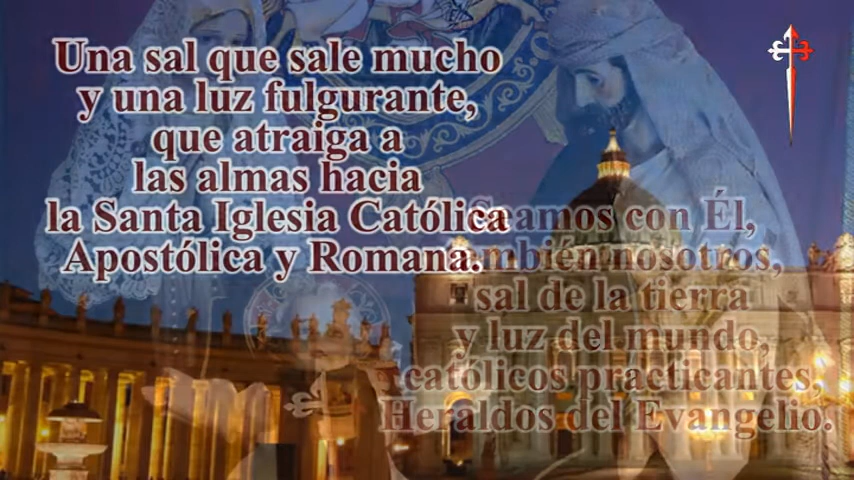 Una sal que sale mucho
y una luz fulgurante,
que atraiga a
las almas hacia
la Santa Iglesia Católica
Apostólica y Romana.
Seamos con Él,
también nosotros,
sal de la tierra
y luz del mundo,
católicos practicantes,
Heraldos del Evangelio.